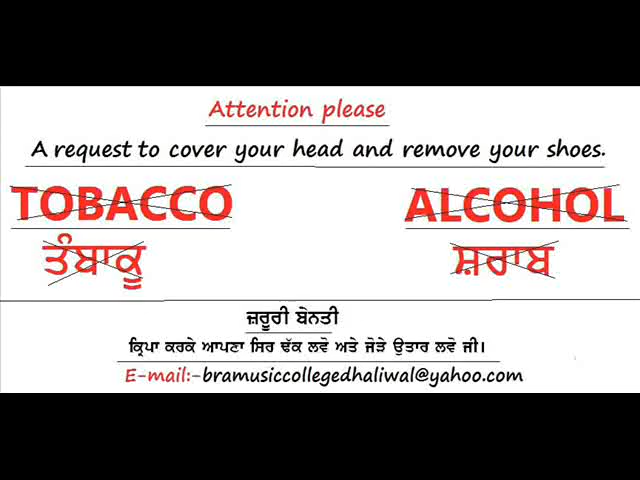 Attention please
A request to cover your head and remove your shoes.
TOBACCO ALCOHOL
ਤੰਬਾਕੂ ਸ਼ਰਾਬ
ਜ਼ਰੂਰੀ ਬੇਨਤੀ
ਕ੍ਰਿਪਾ ਕਰਕੇ ਆਪਣਾ ਸਿਰ ਢੱਕ ਲਵੋ ਅਤੇ ਜੋੜੇ ਉਤਾਰ ਲਵੋ ਜੀ।
E-mail:-bramusiccollegedhaliwal@yahoo.com